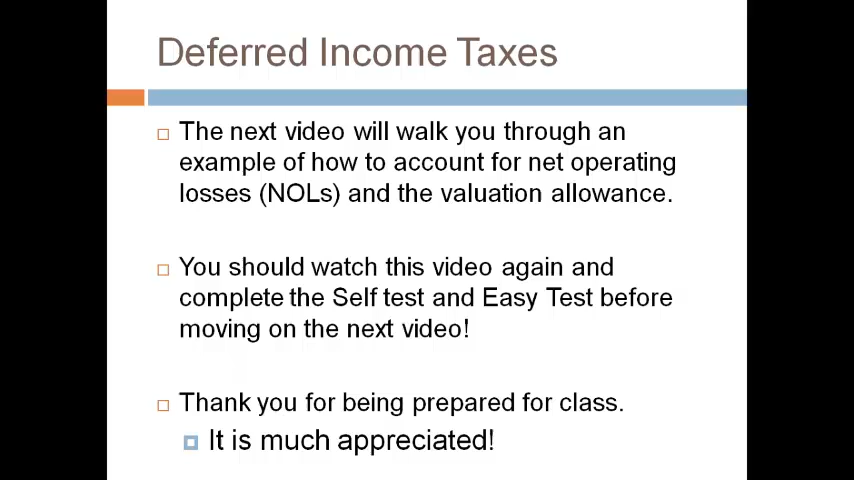 Deferred Income Taxes
The next video will walk you through an
example of how to account for net operating
losses (NOLs) and the valuation allowance.
You should watch this video again and
complete the Self test and Easy Test before
moving on the next video!
Thank you for being prepared for class.
It is much appreciated!